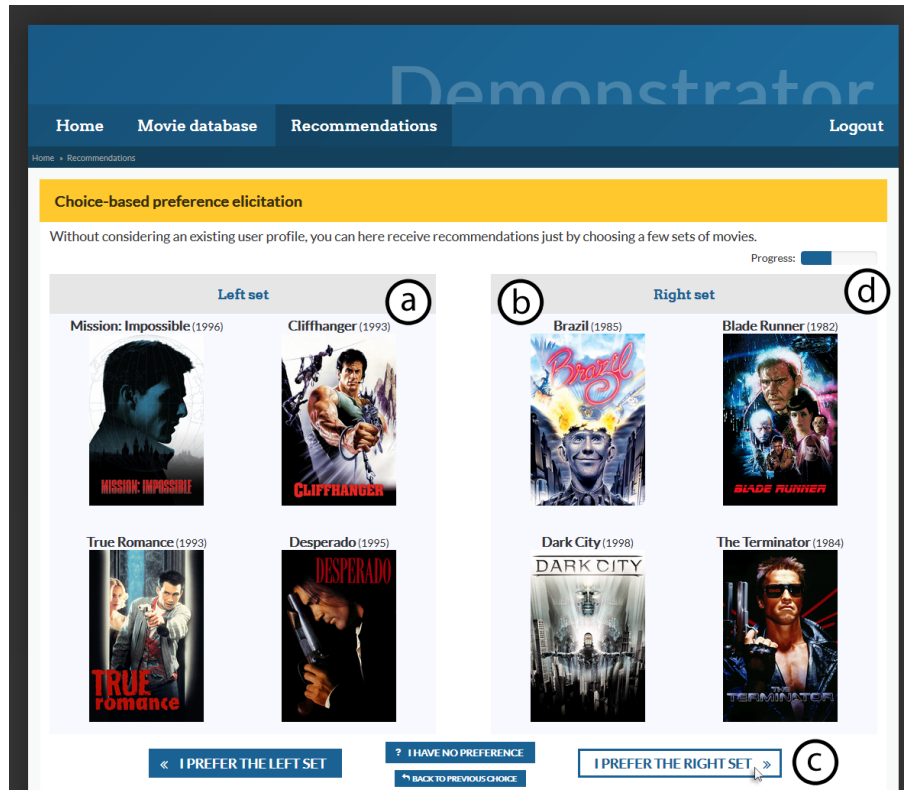 Demonstrator
Home Movie database Recommendations Logout
Home » Recommendations
Choice-based preference elicitation
Without considering an existing user profile, you can here receive recommendations just by choosing a few sets of movies.
Progress:
Left set a b Right set d
Mission: Impossible (1996) Cliffhanger (1993) Brazil (1985) Blade Runner (1982)
MISSION: IMPOSSIBLE CLIFFHANGER Brazil BLADE RUNNER
True Romance (1993) Desperado (1995) Dark City (1998) The Terminator (1984)
DESPERADO DARK CITY
TRUE
romance
THE
TERMINATOR
« I PREFER THE LEFT SET ? I HAVE NO PREFERENCE I PREFER THE RIGHT SET » c
BACK TO PREVIOUS CHOICE